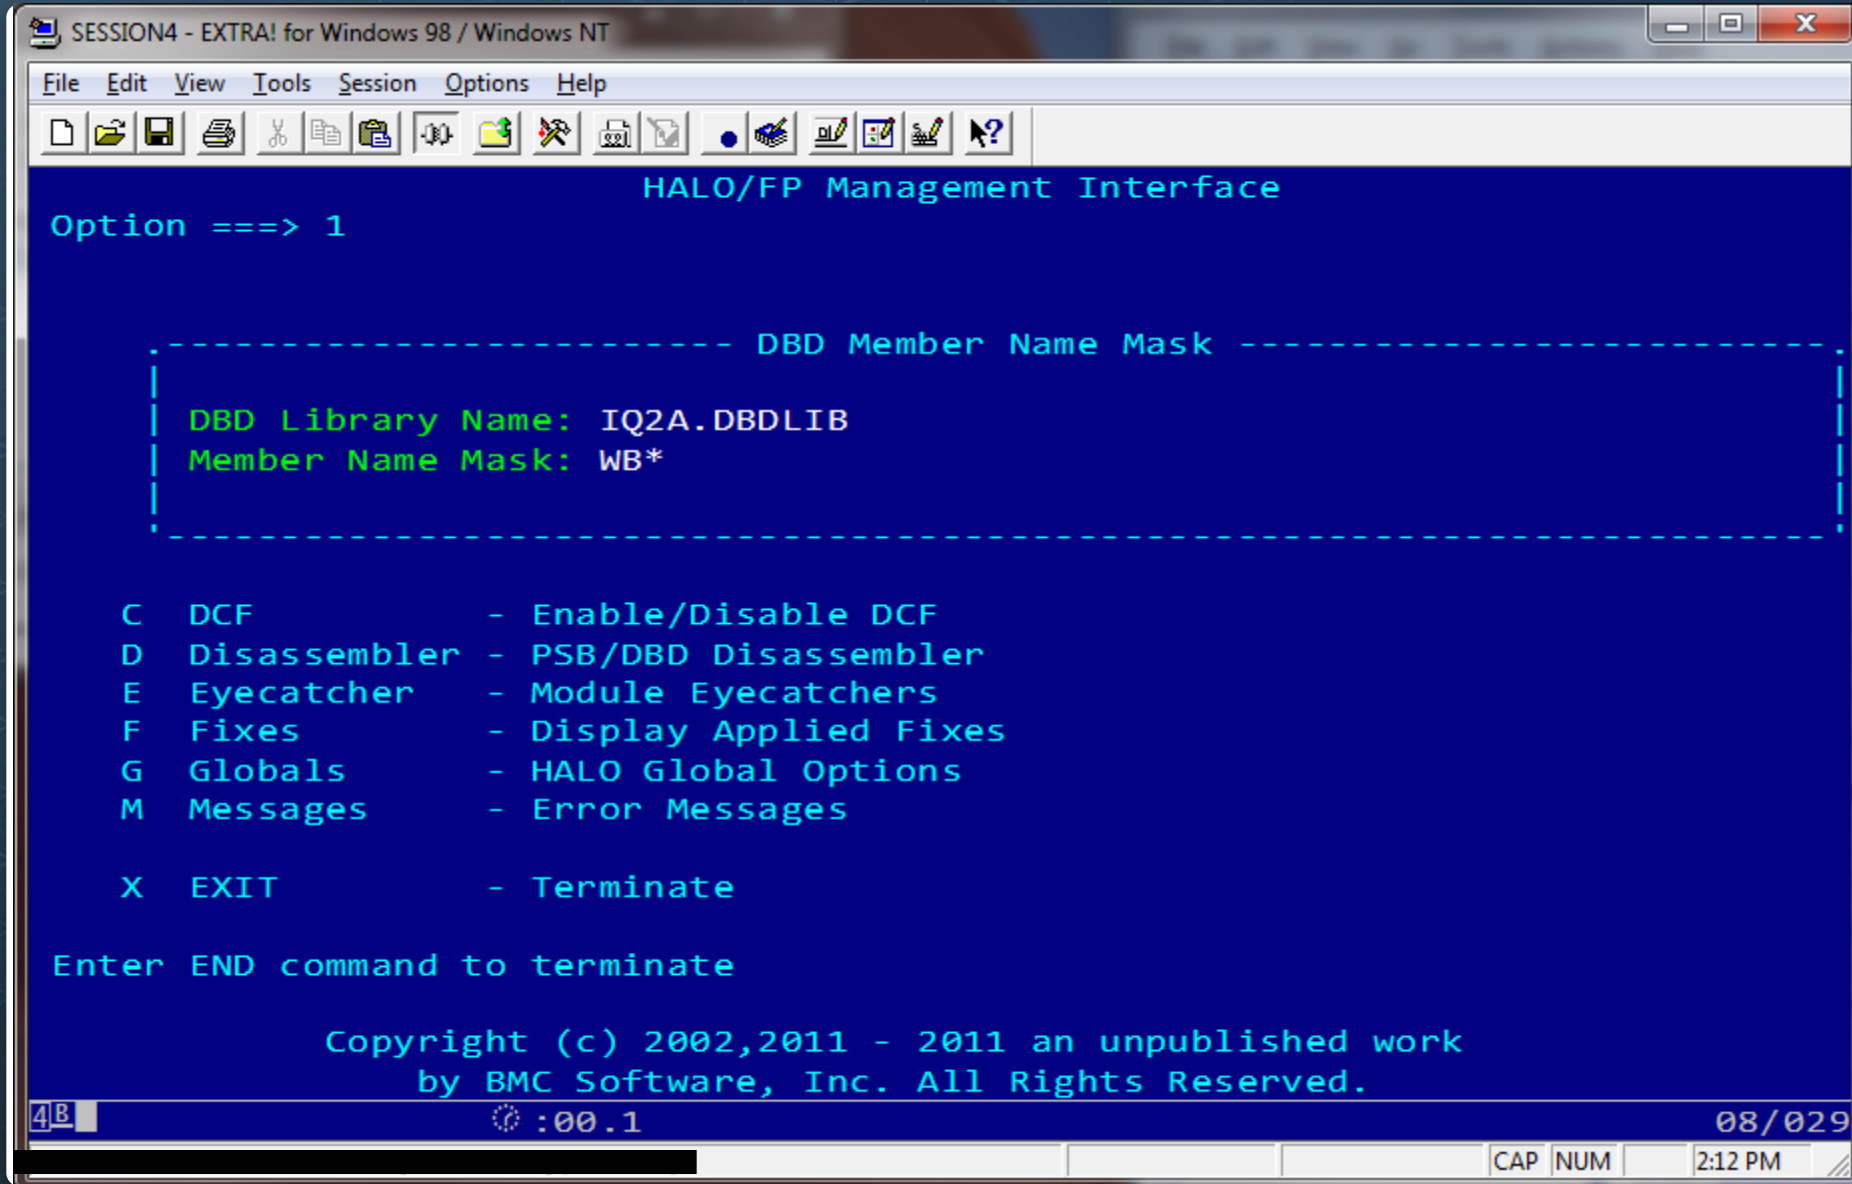 SESSION4 - EXTRA! for Windows 98 / Windows NT
File Edit View Tools Session Options Help
HALO/FP Management Interface
Option ===> 1
.------------------------- DBD Member Name Mask --------------------------.
DBD Library Name: IQ2A.DBDLIB
Member Name Mask: WB*
C DCF - Enable/Disable DCF
D Disassembler - PSB/DBD Disassembler
E Eyecatcher - Module Eyecatchers
F Fixes - Display Applied Fixes
G Globals - HALO Global Options
M Messages - Error Messages
X EXIT - Terminate
Enter END command to terminate
Copyright (c) 2002,2011 - 2011 an unpublished work
by BMC Software, Inc. All Rights Reserved.
4B :00.1 08/029
CAP NUM 2:12 PM